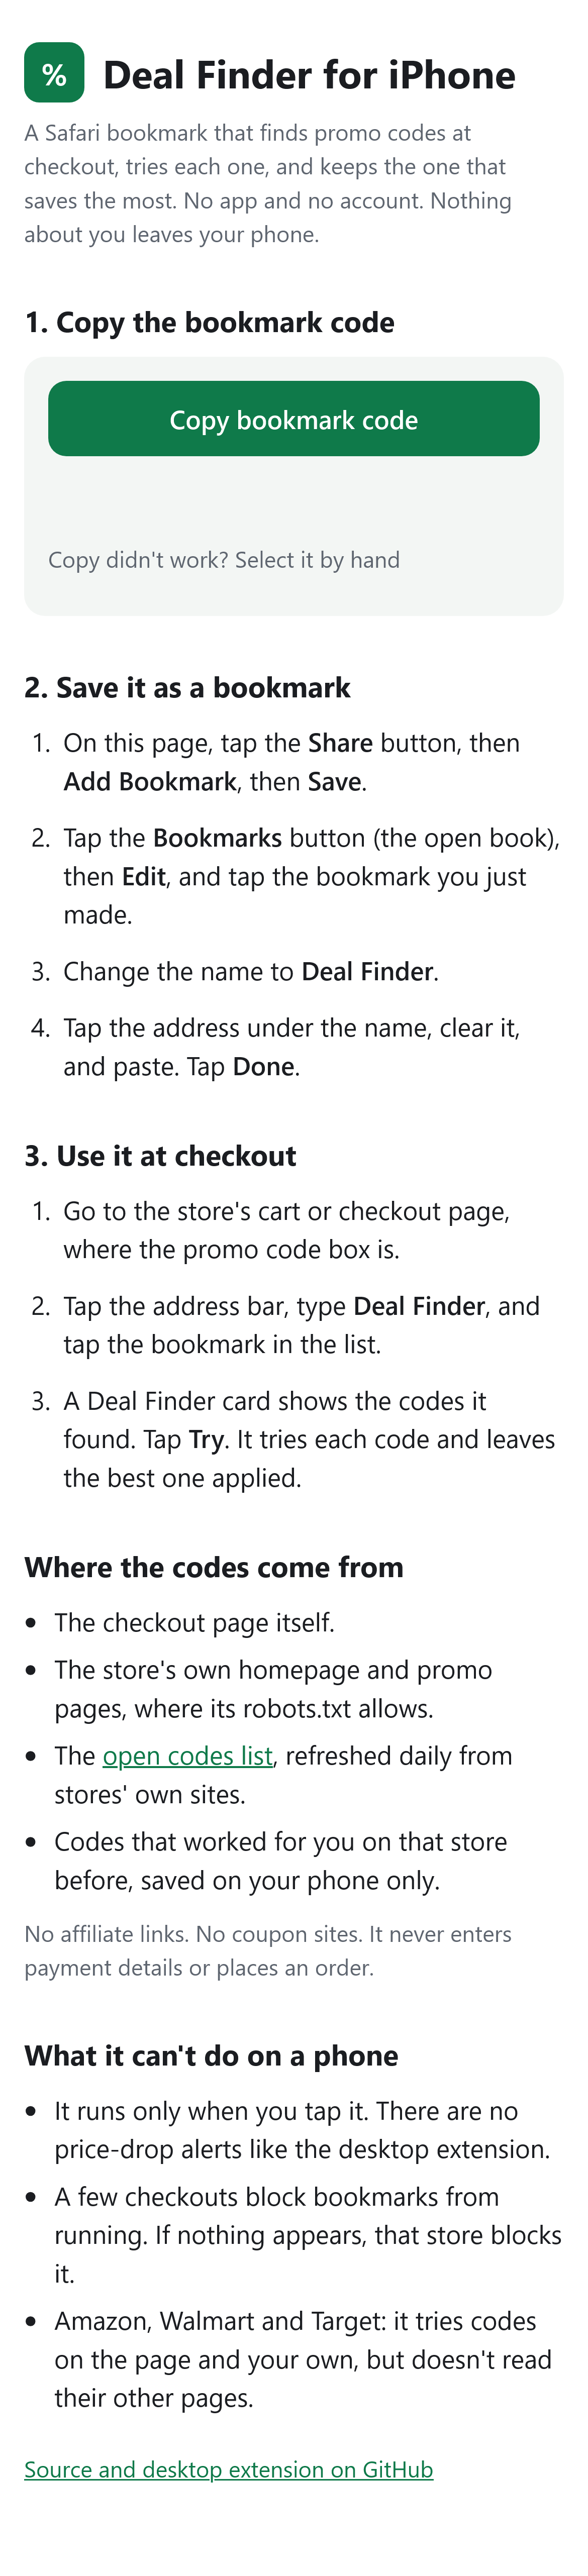 %
Deal Finder for iPhone
A Safari bookmark that finds promo codes at
checkout, tries each one, and keeps the one that
saves the most. No app and no account. Nothing
about you leaves your phone.
1. Copy the bookmark code
Copy bookmark code
Copy didn't work? Select it by hand
2. Save it as a bookmark
1. On this page, tap the Share button, then
Add Bookmark, then Save.
2. Tap the Bookmarks button (the open book),
then Edit, and tap the bookmark you just
made.
3. Change the name to Deal Finder.
4. Tap the address under the name, clear it,
and paste. Tap Done.
3. Use it at checkout
1. Go to the store's cart or checkout page,
where the promo code box is.
2. Tap the address bar, type Deal Finder, and
tap the bookmark in the list.
3. A Deal Finder card shows the codes it
found. Tap Try. It tries each code and leaves
the best one applied.
Where the codes come from
• The checkout page itself.
• The store's own homepage and promo
pages, where its robots.txt allows.
• The open codes list, refreshed daily from
stores' own sites.
• Codes that worked for you on that store
before, saved on your phone only.
No affiliate links. No coupon sites. It never enters
payment details or places an order.
What it can't do on a phone
• It runs only when you tap it. There are no
price-drop alerts like the desktop extension.
• A few checkouts block bookmarks from
running. If nothing appears, that store blocks
it.
• Amazon, Walmart and Target: it tries codes
on the page and your own, but doesn't read
their other pages.
Source and desktop extension on GitHub